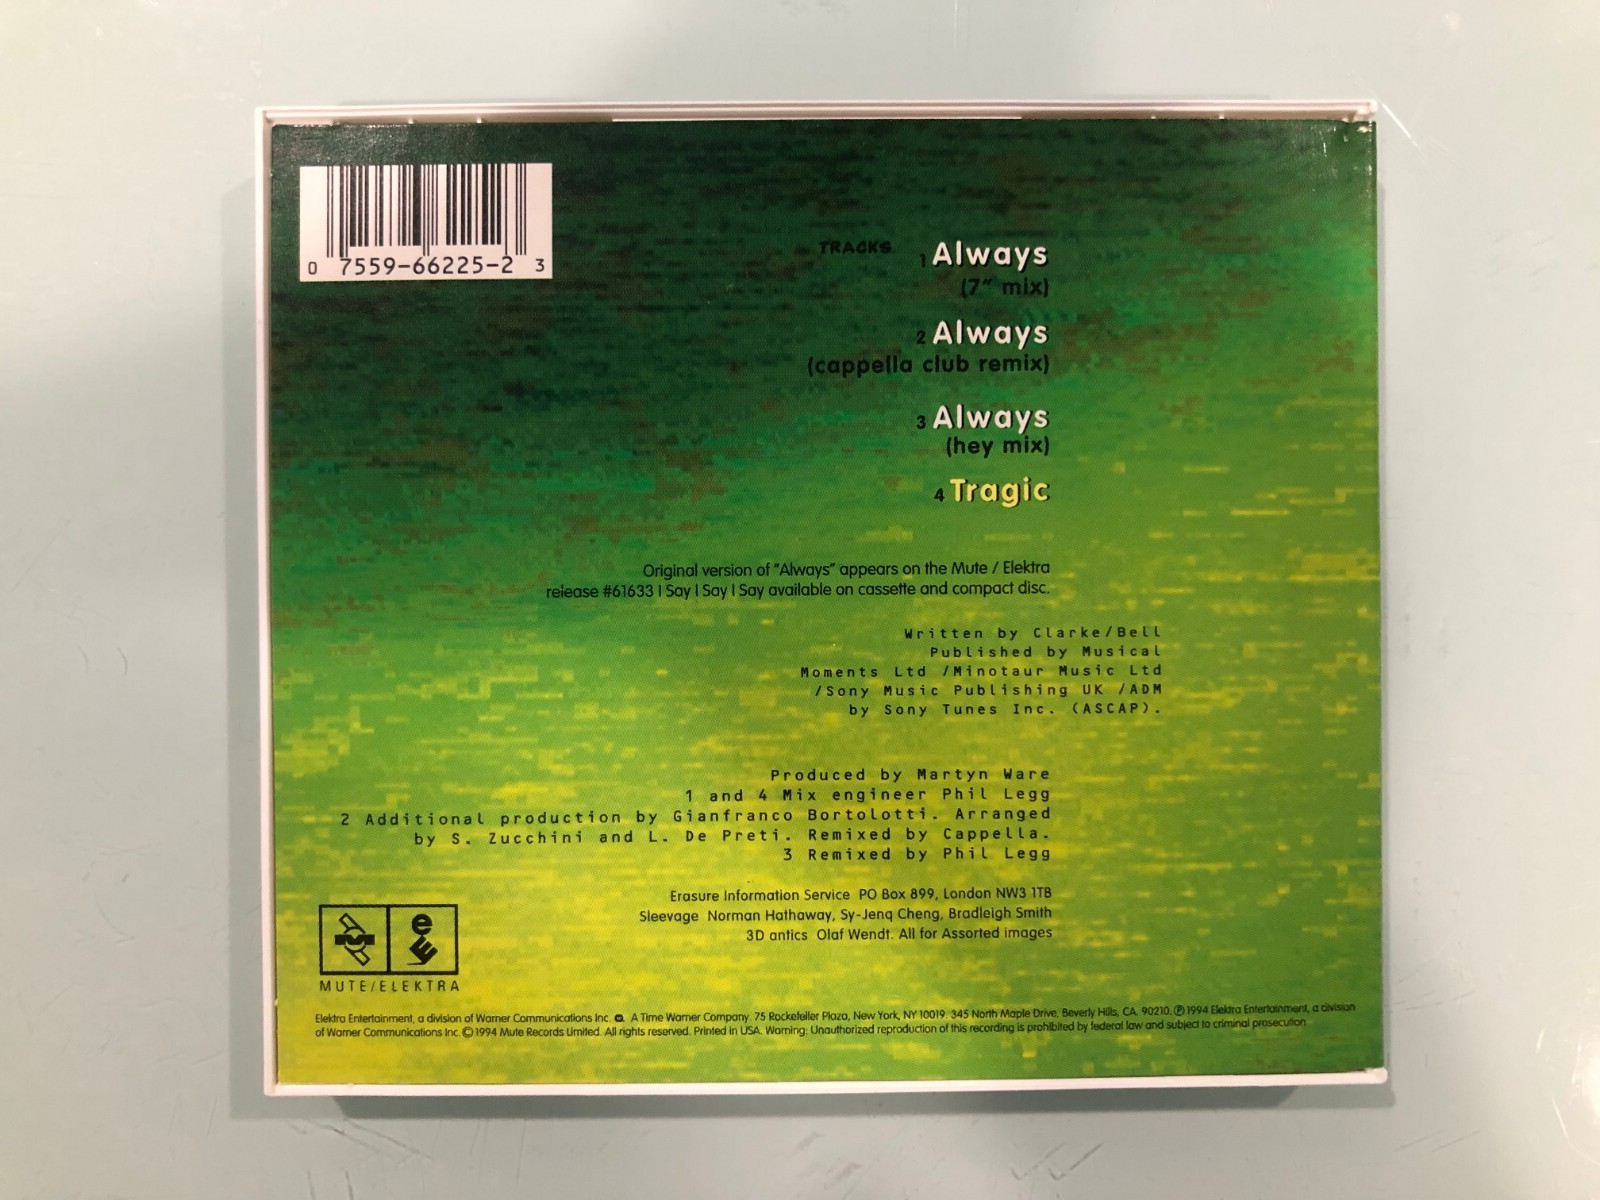 0 7559-66225-2 3
TRACKS
1 Always
(7" mix)
2 Always
(cappella club remix)
3 Always
(hey mix)
4 Tragic
Original version of "Always" appears on the Mute / Elektra
release #61633 I Say I Say I Say available on cassette and compact disc.
Written by Clarke/Bell
Published by Musical
Moments Ltd /Minotaur Music Ltd
/Sony Music Publishing UK /ADM
by Sony Tunes Inc. (ASCAP).
Produced by Martyn Ware
1 and 4 Mix engineer Phil Legg
2 Additional production by Gianfranco Bortolotti. Arranged
by S. Zucchini and L. De Preti. Remixed by Cappella.
3 Remixed by Phil Legg
Erasure Information Service PO Box 899, London NW3 1TB
Sleevage Norman Hathaway, Sy-Jenq Cheng, Bradleigh Smith
3D antics Olaf Wendt. All for Assorted images
MUTE/ELEKTRA
Elektra Entertainment, a division of Warner Communications Inc. A Time Warner Company. 75 Rockefeller Plaza, New York, NY 10019. 345 North Maple Drive, Beverly Hills, CA. 90210. ℗ 1994 Elektra Entertainment, a division
of Warner Communications Inc. © 1994 Mute Records Limited. All rights reserved. Printed in USA. Warning: Unauthorized reproduction of this recording is prohibited by federal law and subject to criminal prosecution.